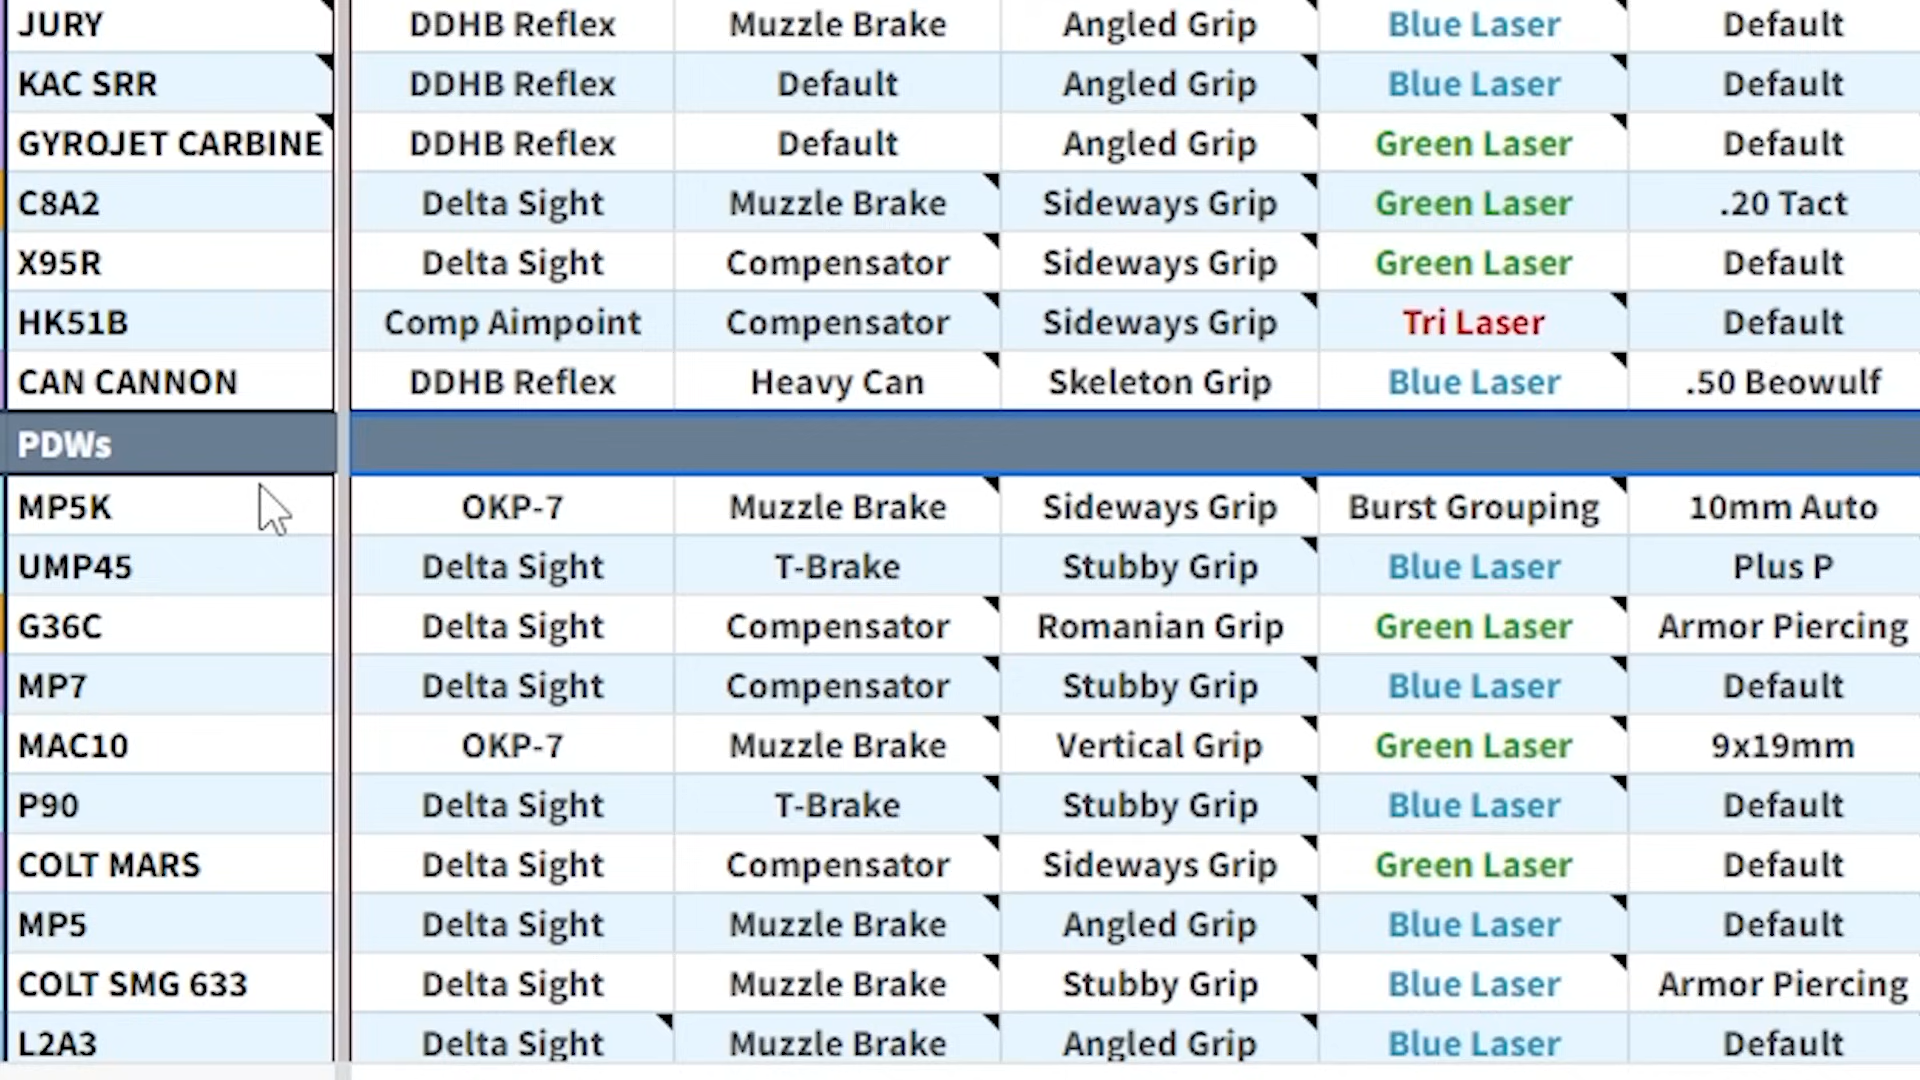 JURY DDHB Reflex Muzzle Brake Angled Grip Blue Laser Default
KAC SRR DDHB Reflex Default Angled Grip Blue Laser Default
GYROJET CARBINE DDHB Reflex Default Angled Grip Green Laser Default
C8A2 Delta Sight Muzzle Brake Sideways Grip Green Laser .20 Tact
X95R Delta Sight Compensator Sideways Grip Green Laser Default
HK51B Comp Aimpoint Compensator Sideways Grip Tri Laser Default
CAN CANNON DDHB Reflex Heavy Can Skeleton Grip Blue Laser .50 Beowulf
PDWs
MP5K OKP-7 Muzzle Brake Sideways Grip Burst Grouping 10mm Auto
UMP45 Delta Sight T-Brake Stubby Grip Blue Laser Plus P
G36C Delta Sight Compensator Romanian Grip Green Laser Armor Piercing
MP7 Delta Sight Compensator Stubby Grip Blue Laser Default
MAC10 OKP-7 Muzzle Brake Vertical Grip Green Laser 9x19mm
P90 Delta Sight T-Brake Stubby Grip Blue Laser Default
COLT MARS Delta Sight Compensator Sideways Grip Green Laser Default
MP5 Delta Sight Muzzle Brake Angled Grip Blue Laser Default
COLT SMG 633 Delta Sight Muzzle Brake Stubby Grip Blue Laser Armor Piercing
L2A3 Delta Sight Muzzle Brake Angled Grip Blue Laser Default